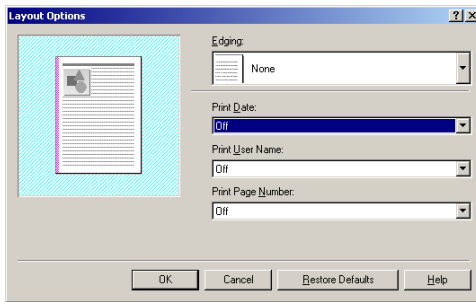 Layout Options
Edging:
None
Print Date:
Off
Print User Name:
Off
Print Page Number:
Off
OK Cancel Restore Defaults Help